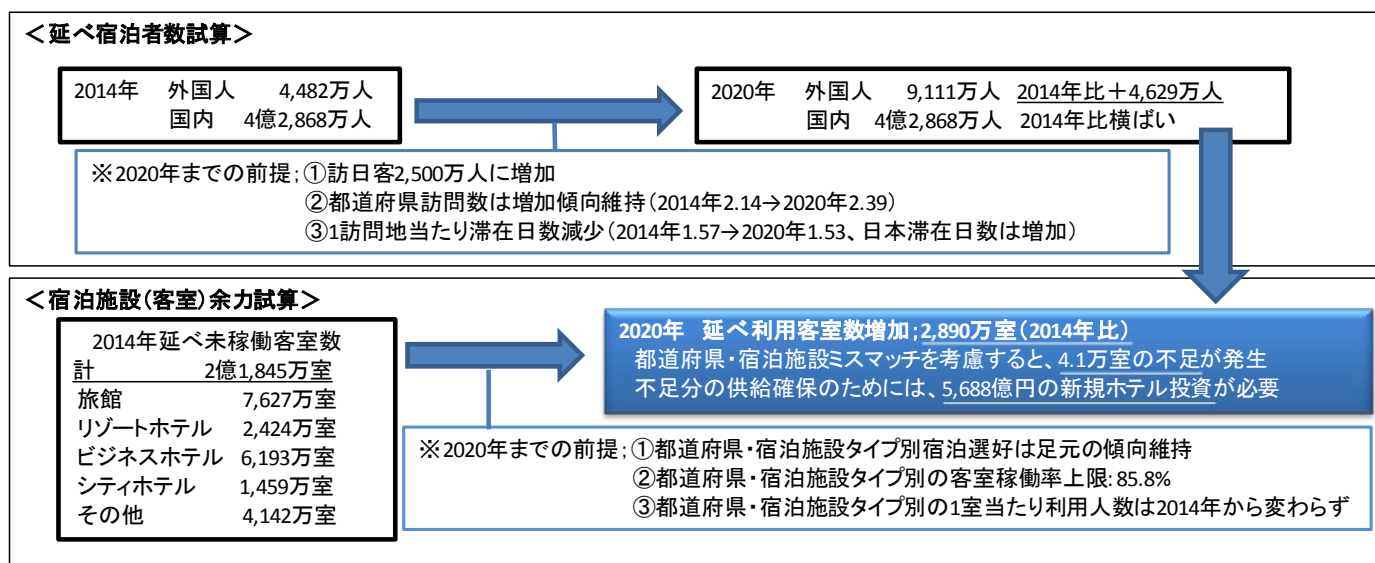 ＜延べ宿泊者数試算＞
2014年 外国人 4,482万人
国内 4億2,868万人
2020年 外国人 9,111万人 2014年比＋4,629万人
国内 4億2,868万人 2014年比横ばい
※2020年までの前提；①訪日客2,500万人に増加
②都道府県訪問数は増加傾向維持（2014年2.14→2020年2.39）
③1訪問地当たり滞在日数減少（2014年1.57→2020年1.53、日本滞在日数は増加）
＜宿泊施設（客室）余力試算＞
2014年延べ未稼働客室数
計 2億1,845万室
旅館 7,627万室
リゾートホテル 2,424万室
ビジネスホテル 6,193万室
シティホテル 1,459万室
その他 4,142万室
2020年 延べ利用客室数増加；2,890万室（2014年比）
都道府県・宿泊施設ミスマッチを考慮すると、4.1万室の不足が発生
不足分の供給確保のためには、5,688億円の新規ホテル投資が必要
※2020年までの前提；①都道府県・宿泊施設タイプ別宿泊選好は足元の傾向維持
②都道府県・宿泊施設タイプ別の客室稼働率上限：85.8%
③都道府県・宿泊施設タイプ別の1室当たり利用人数は2014年から変わらず